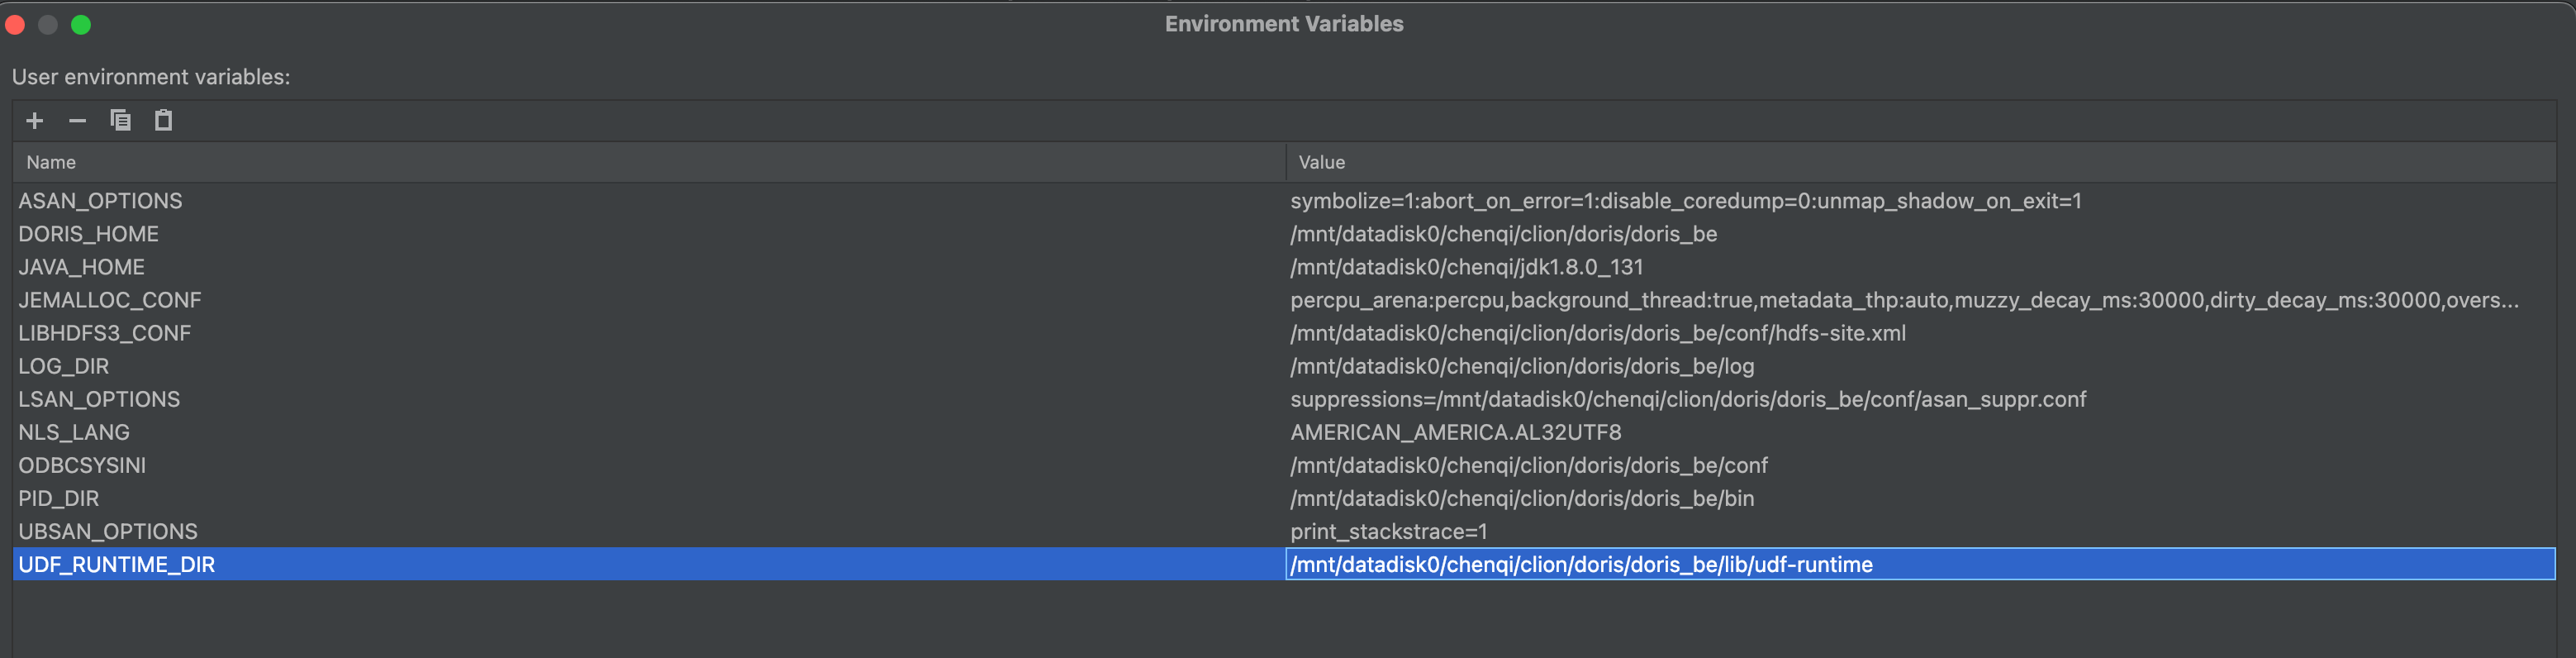 Environment Variables
User environment variables:
Name Value
ASAN_OPTIONS symbolize=1:abort_on_error=1:disable_coredump=0:unmap_shadow_on_exit=1
DORIS_HOME /mnt/datadisk0/chenqi/clion/doris/doris_be
JAVA_HOME /mnt/datadisk0/chenqi/jdk1.8.0_131
JEMALLOC_CONF percpu_arena:percpu,background_thread:true,metadata_thp:auto,muzzy_decay_ms:30000,dirty_decay_ms:30000,overs...
LIBHDFS3_CONF /mnt/datadisk0/chenqi/clion/doris/doris_be/conf/hdfs-site.xml
LOG_DIR /mnt/datadisk0/chenqi/clion/doris/doris_be/log
LSAN_OPTIONS suppressions=/mnt/datadisk0/chenqi/clion/doris/doris_be/conf/asan_suppr.conf
NLS_LANG AMERICAN_AMERICA.AL32UTF8
ODBCSYSINI /mnt/datadisk0/chenqi/clion/doris/doris_be/conf
PID_DIR /mnt/datadisk0/chenqi/clion/doris/doris_be/bin
UBSAN_OPTIONS print_stackstrace=1
UDF_RUNTIME_DIR /mnt/datadisk0/chenqi/clion/doris/doris_be/lib/udf-runtime